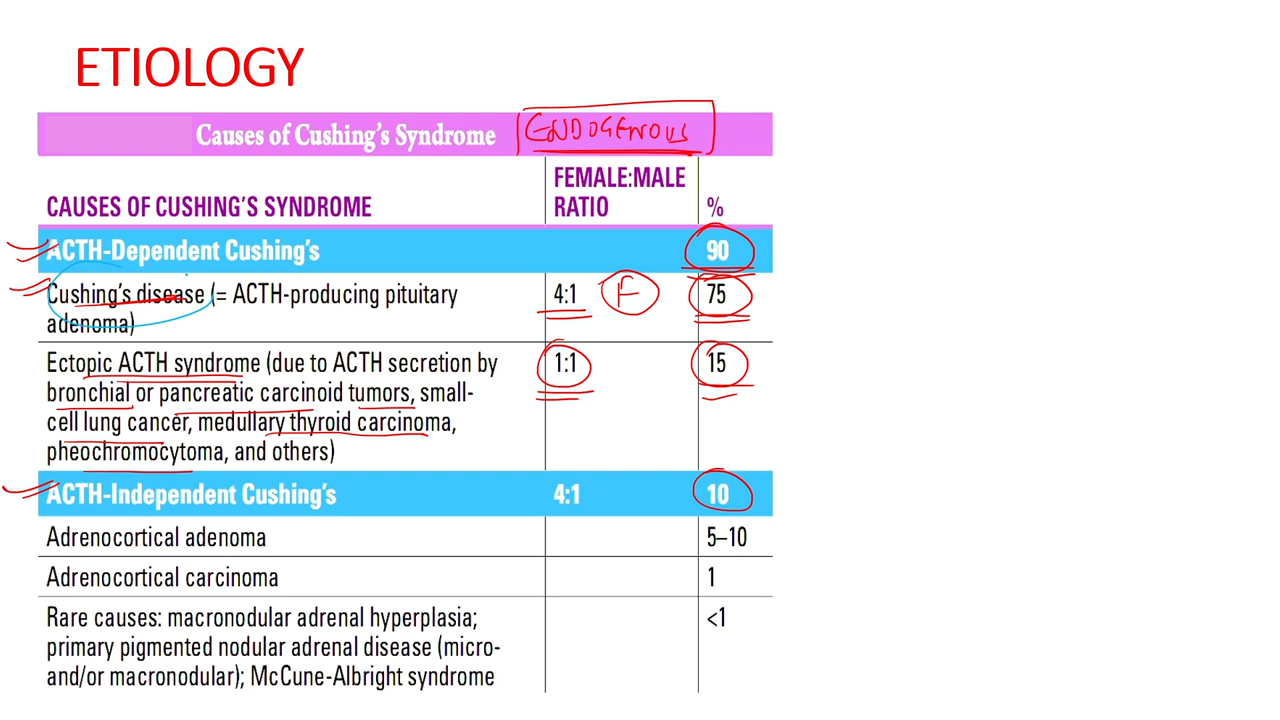 ETIOLOGY
Causes of Cushing's Syndrome ENDOGENOUS
FEMALE:MALE
CAUSES OF CUSHING'S SYNDROME RATIO %
ACTH-Dependent Cushing's 90
Cushing's disease (= ACTH-producing pituitary 4:1 F 75
adenoma)
Ectopic ACTH syndrome (due to ACTH secretion by 1:1 15
bronchial or pancreatic carcinoid tumors, small-
cell lung cancer, medullary thyroid carcinoma,
pheochromocytoma, and others)
ACTH-Independent Cushing's 4:1 10
Adrenocortical adenoma 5–10
Adrenocortical carcinoma 1
Rare causes: macronodular adrenal hyperplasia; <1
primary pigmented nodular adrenal disease (micro-
and/or macronodular); McCune-Albright syndrome